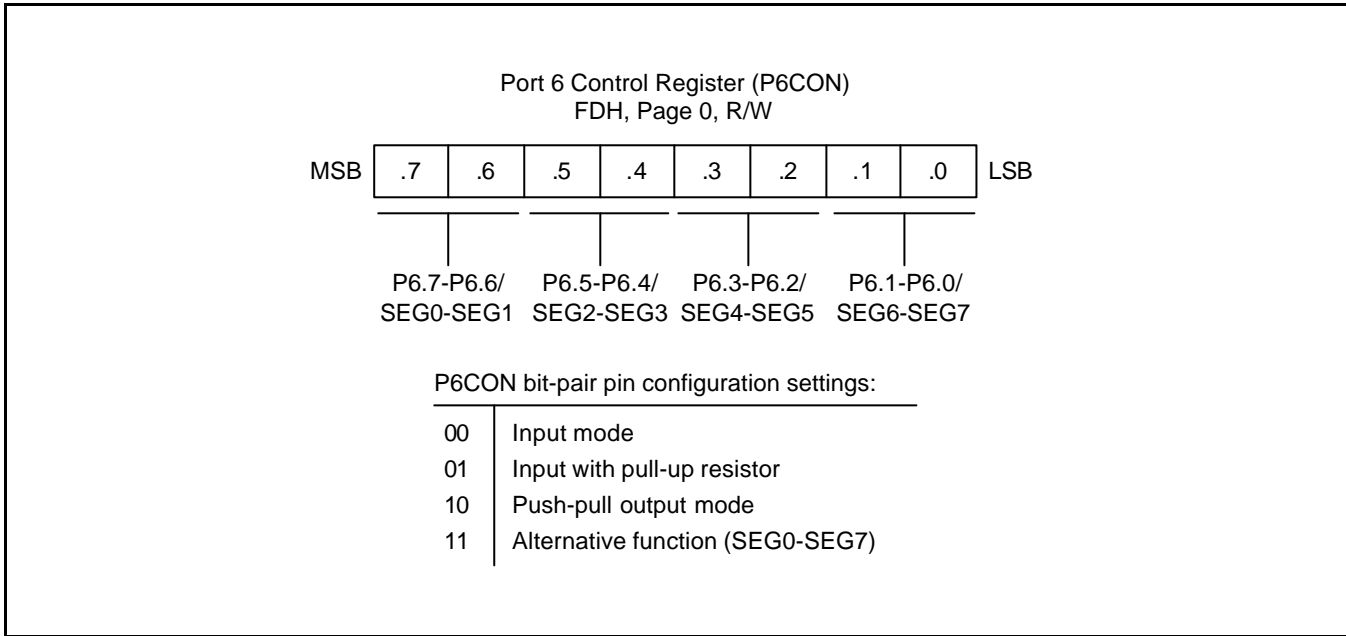 Port 6 Control Register (P6CON)
FDH, Page 0, R/W
MSB .7 .6 .5 .4 .3 .2 .1 .0 LSB
P6.7-P6.6/ P6.5-P6.4/ P6.3-P6.2/ P6.1-P6.0/
SEG0-SEG1 SEG2-SEG3 SEG4-SEG5 SEG6-SEG7
P6CON bit-pair pin configuration settings:
00 Input mode
01 Input with pull-up resistor
10 Push-pull output mode
11 Alternative function (SEG0-SEG7)